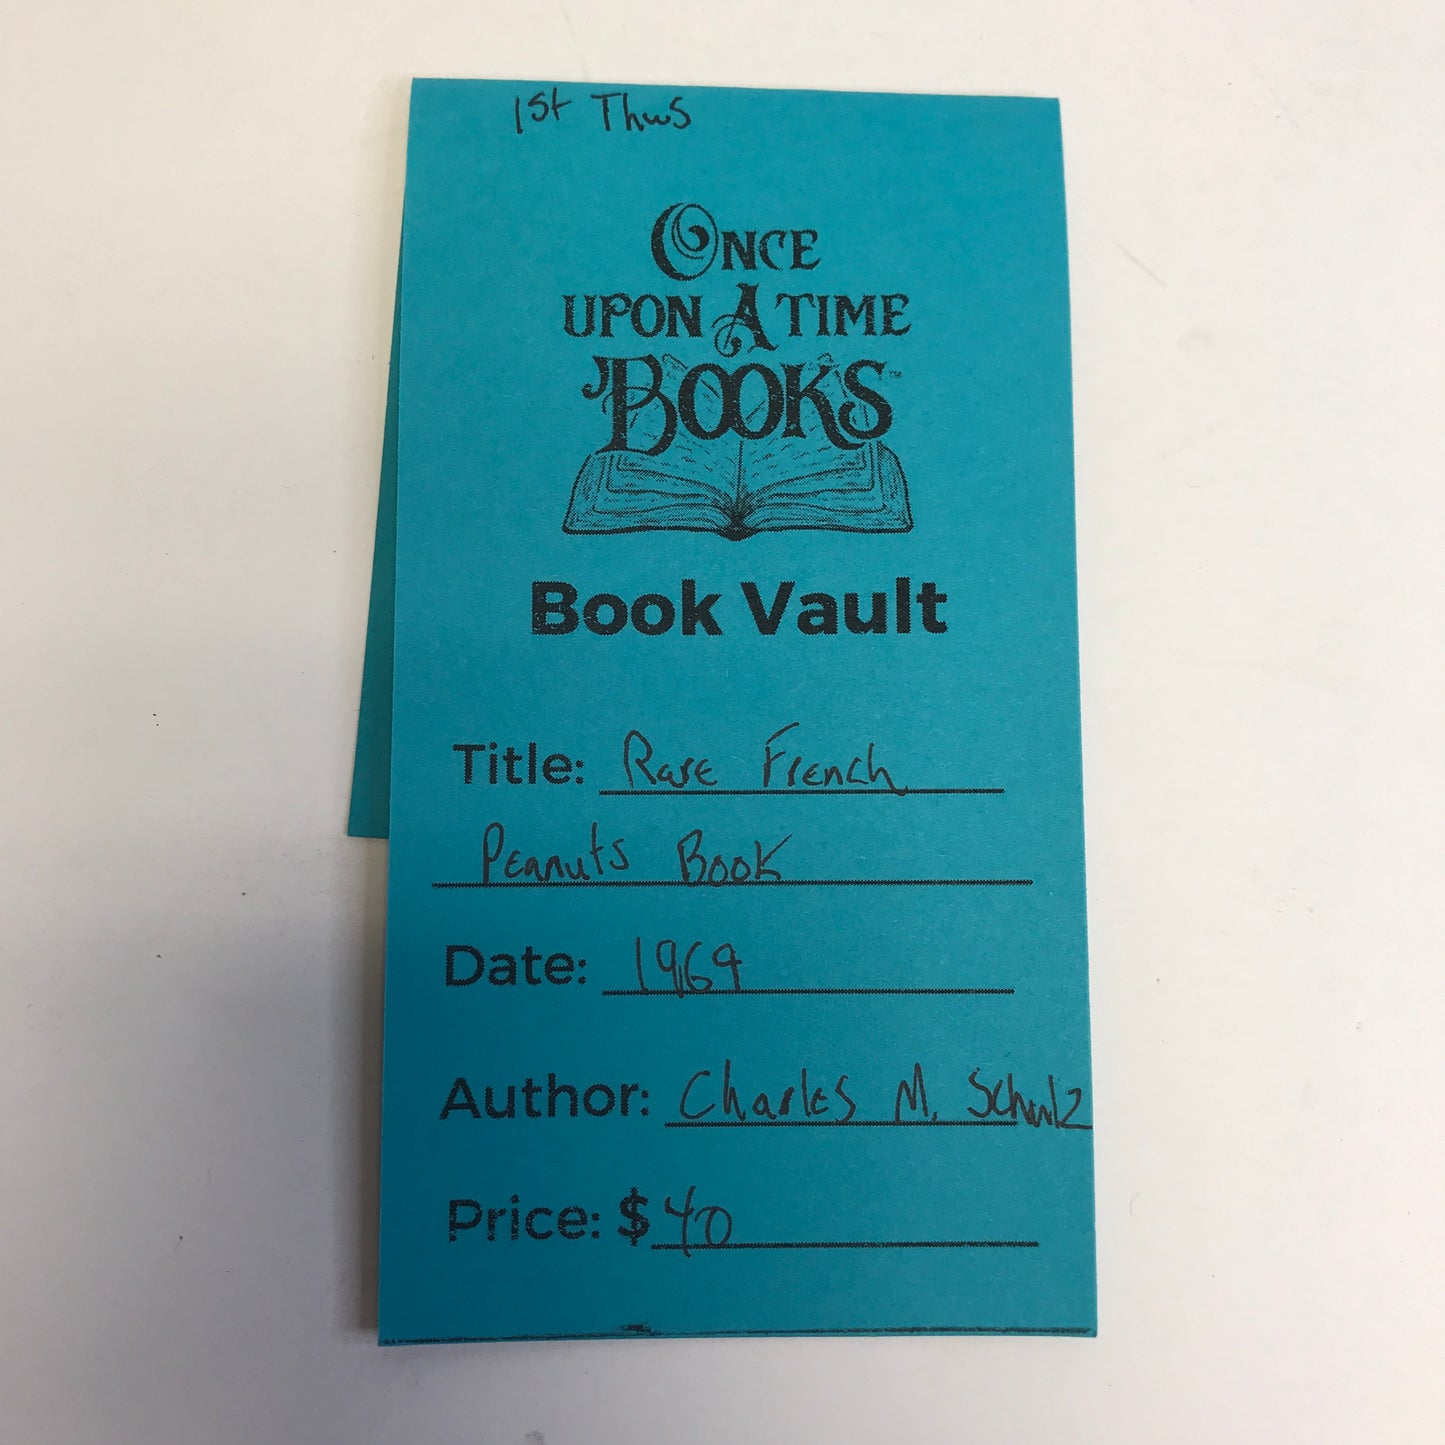 1st Thus
ONCE
UPON A TIME
BOOKS
Book Vault
Title: Rare French
Peanuts Book
Date: 1969
Author: Charles M. Schulz
Price: $40